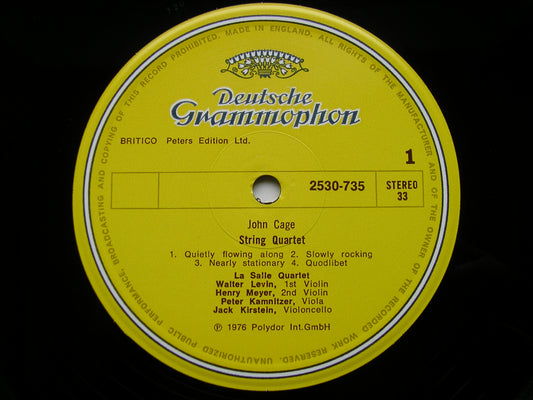 MADE IN ENGLAND. ALL RIGHTS OF THE MANUFACTURER AND OF THE OWNER OF THE RECORDED WORK RESERVED. UNAUTHORIZED PUBLIC PERFORMANCE, BROADCASTING AND COPYING OF THIS RECORD PROHIBITED.
Deutsche
Grammophon
BRITICO Peters Edition Ltd.
1
2530-735
STEREO
33
John Cage
String Quartet
1. Quietly flowing along 2. Slowly rocking
3. Nearly stationary 4. Quodlibet
La Salle Quartet
Walter Levin, 1st Violin
Henry Meyer, 2nd Violin
Peter Kamnitzer, Viola
Jack Kirstein, Violoncello
℗ 1976 Polydor Int.GmbH